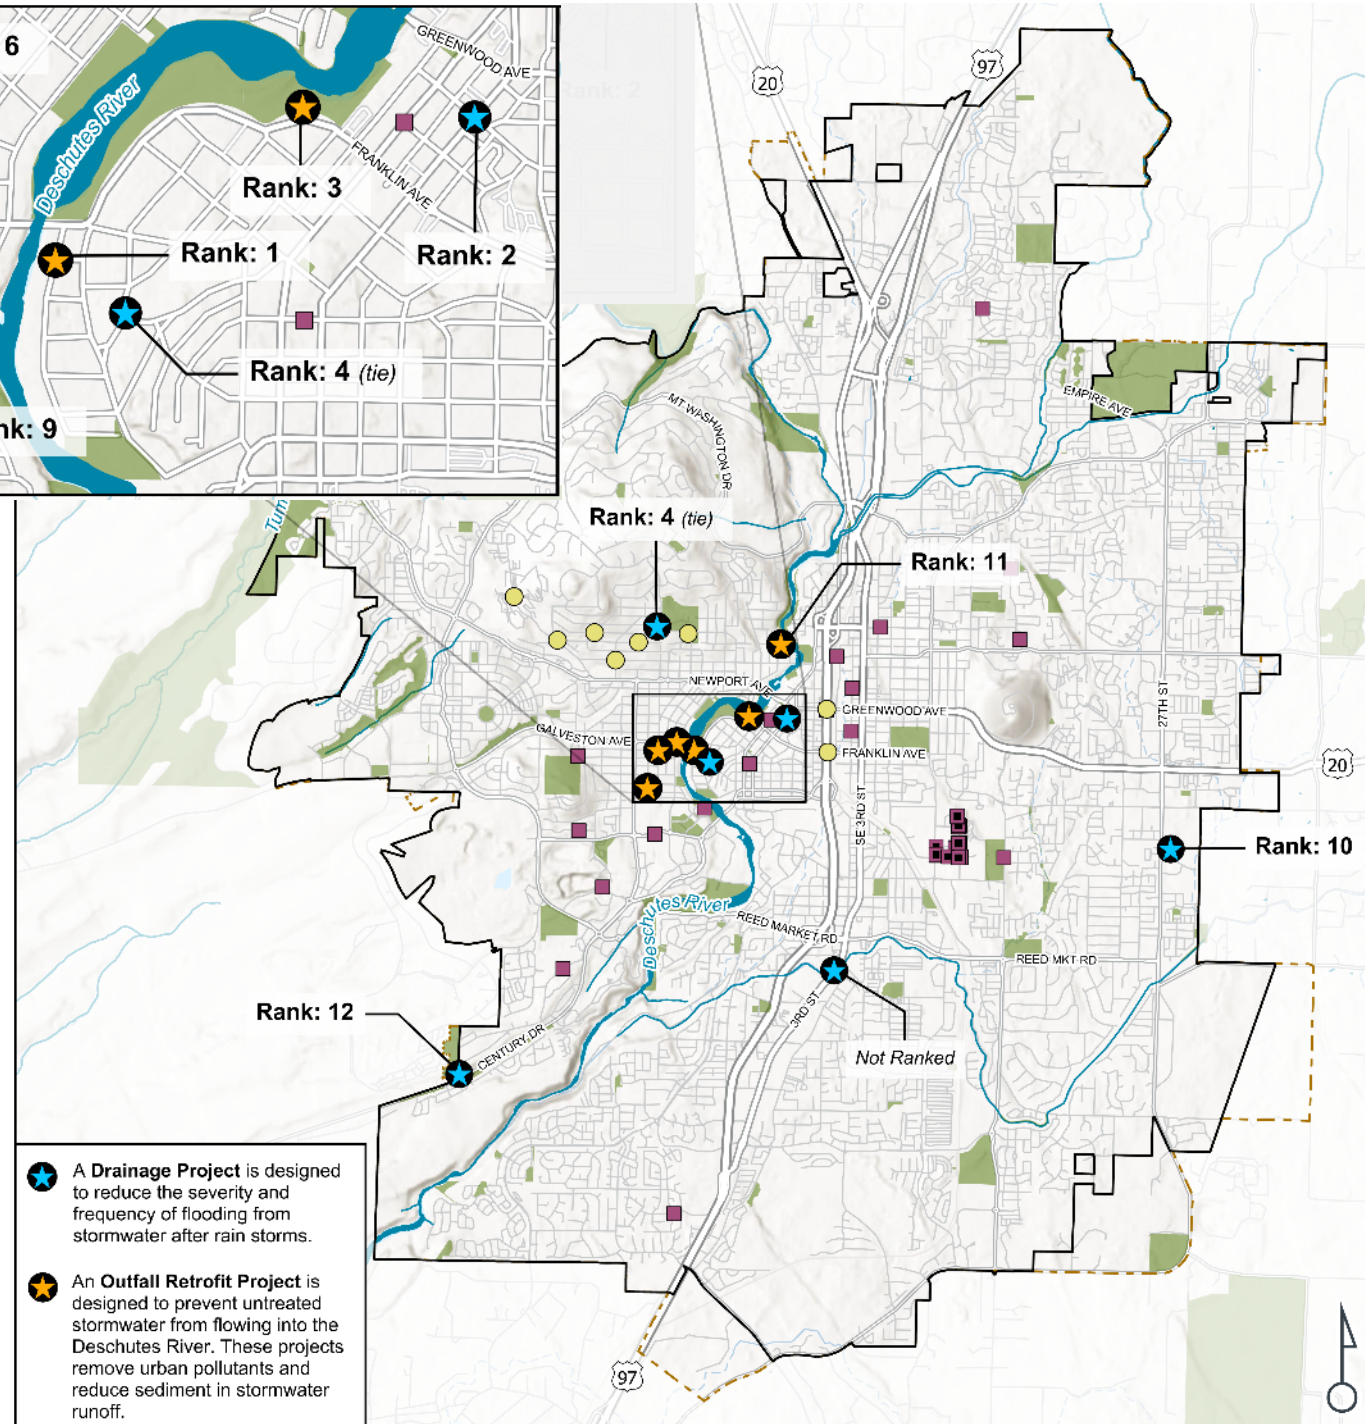 6
GREENWOOD AVE
Deschutes River
FRANKLIN AVE
Rank: 3
Rank: 1
Rank: 2
Rank: 4 (tie)
nk: 9
Rank: 2
20
97
EMPIRE AVE
MT WASHINGTON DR
Tum
Rank: 4 (tie)
Rank: 11
NEWPORT AVE
GALVESTON AVE
GREENWOOD AVE
FRANKLIN AVE
27TH ST
20
SE 3RD ST
Rank: 10
Deschutes River
REED MARKET RD
REED MKT RD
3RD ST
Rank: 12
CENTURY DR
Not Ranked
A Drainage Project is designed
to reduce the severity and
frequency of flooding from
stormwater after rain storms.
An Outfall Retrofit Project is
designed to prevent untreated
stormwater from flowing into the
Deschutes River. These projects
remove urban pollutants and
reduce sediment in stormwater
runoff.
97